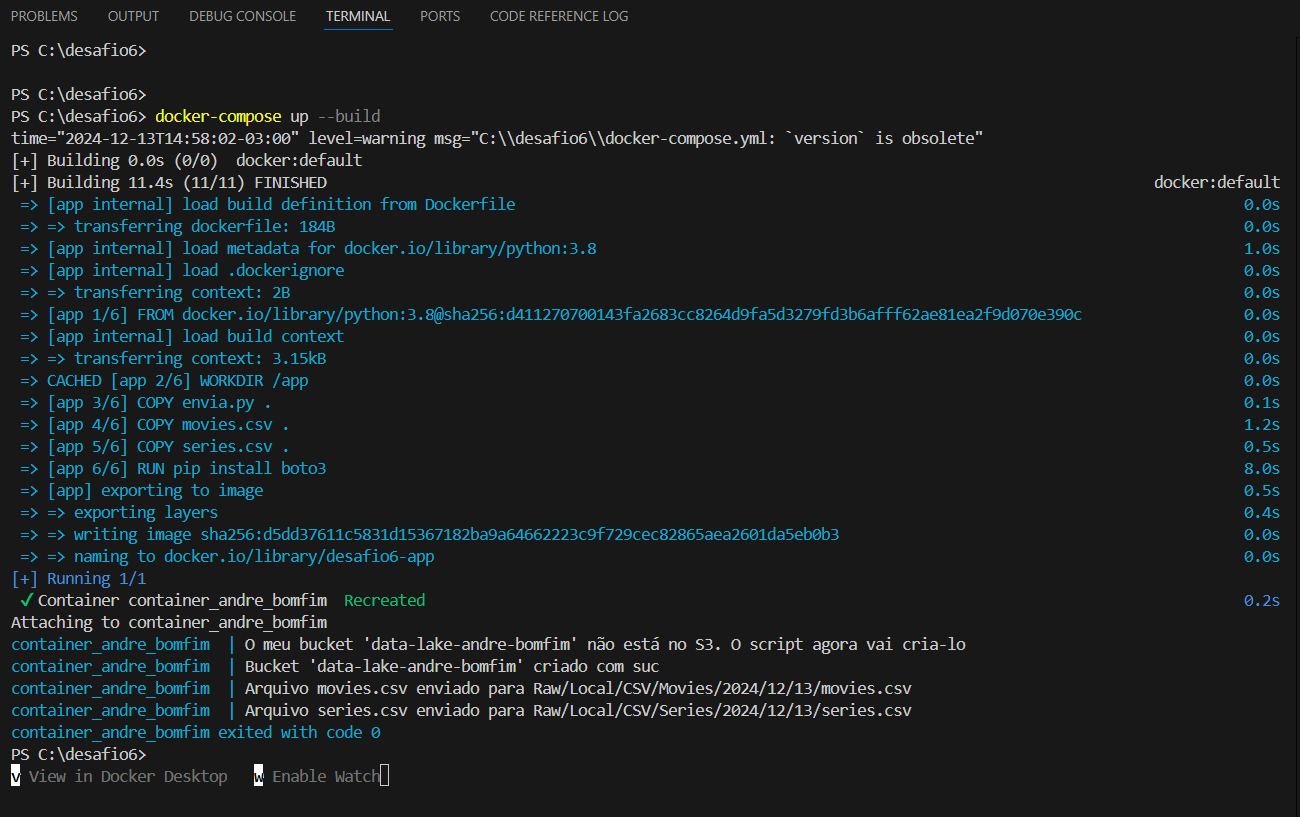 PROBLEMS OUTPUT DEBUG CONSOLE TERMINAL PORTS CODE REFERENCE LOG
PS C:\desafio6>
PS C:\desafio6>
PS C:\desafio6> docker-compose up --build
time="2024-12-13T14:58:02-03:00" level=warning msg="C:\\desafio6\\docker-compose.yml: `version` is obsolete"
[+] Building 0.0s (0/0)  docker:default
[+] Building 11.4s (11/11) FINISHED docker:default
=> [app internal] load build definition from Dockerfile 0.0s
=> => transferring dockerfile: 184B 0.0s
=> [app internal] load metadata for docker.io/library/python:3.8 1.0s
=> [app internal] load .dockerignore 0.0s
=> => transferring context: 2B 0.0s
=> [app 1/6] FROM docker.io/library/python:3.8@sha256:d411270700143fa2683cc8264d9fa5d3279fd3b6afff62ae81ea2f9d070e390c 0.0s
=> [app internal] load build context 0.0s
=> => transferring context: 3.15kB 0.0s
=> CACHED [app 2/6] WORKDIR /app 0.0s
=> [app 3/6] COPY envia.py . 0.1s
=> [app 4/6] COPY movies.csv . 1.2s
=> [app 5/6] COPY series.csv . 0.5s
=> [app 6/6] RUN pip install boto3 8.0s
=> [app] exporting to image 0.5s
=> => exporting layers 0.4s
=> => writing image sha256:d5dd37611c5831d15367182ba9a64662223c9f729cec82865aea2601da5eb0b3 0.0s
=> => naming to docker.io/library/desafio6-app 0.0s
[+] Running 1/1
✔ Container container_andre_bomfim  Recreated 0.2s
Attaching to container_andre_bomfim
container_andre_bomfim  | O meu bucket 'data-lake-andre-bomfim' não está no S3. O script agora vai cria-lo
container_andre_bomfim  | Bucket 'data-lake-andre-bomfim' criado com suc
container_andre_bomfim  | Arquivo movies.csv enviado para Raw/Local/CSV/Movies/2024/12/13/movies.csv
container_andre_bomfim  | Arquivo series.csv enviado para Raw/Local/CSV/Series/2024/12/13/series.csv
container_andre_bomfim exited with code 0
PS C:\desafio6>
v View in Docker Desktop   w Enable Watch